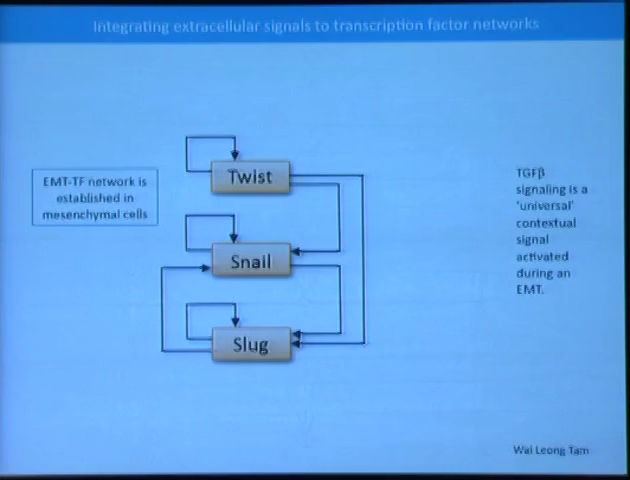 Integrating extracellular signals to transcription factor networks
EMT-TF network is
established in
mesenchymal cells
Twist
Snail
Slug
TGFβ
signaling is a
'universal'
contextual
signal
activated
during an
EMT.
Wai Leong Tam